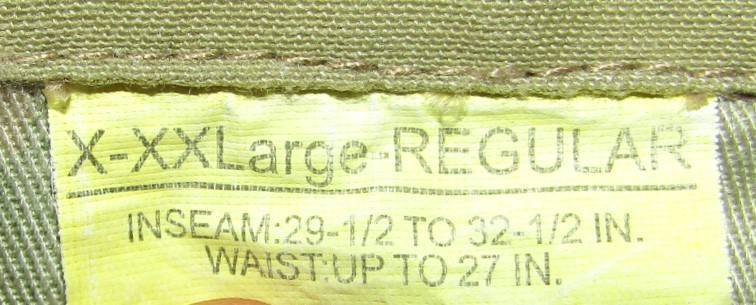 X-XXLarge-REGULAR
INSEAM:29-1/2 TO 32-1/2 IN.
WAIST:UP TO 27 IN.